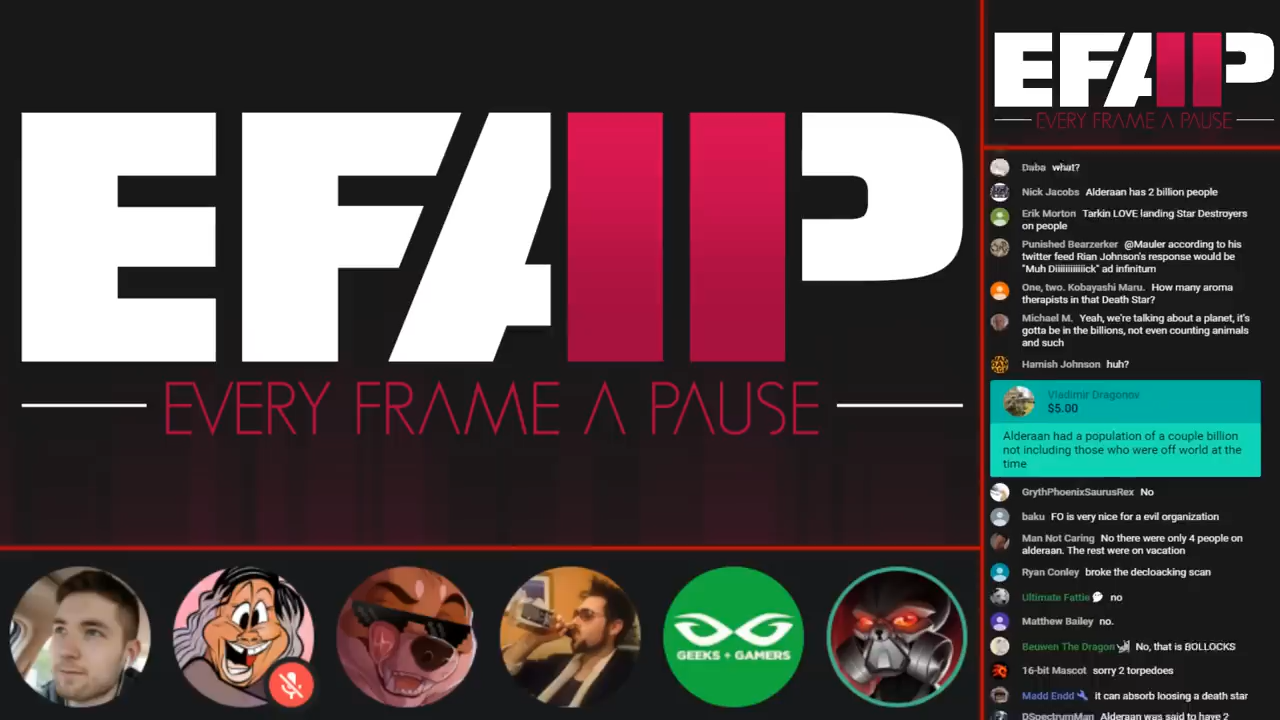 EFAP
EVERY FRAME A PAUSE
GEEKS + GAMERS
EFAP
EVERY FRAME A PAUSE
Daba what?
Nick Jacobs Alderaan has 2 billion people
Erik Morton Tarkin LOVE landing Star Destroyers
on people
Punished Bearzerker @Mauler according to his
twitter feed Rian Johnson's response would be
"Muh Diiiiiiiiiiiick" ad infinitum
One, two. Kobayashi Maru. How many aroma
therapists in that Death Star?
Michael M. Yeah, we're talking about a planet, it's
gotta be in the billions, not even counting animals
and such
Hamish Johnson huh?
Vladimir Dragonov
$5.00
Alderaan had a population of a couple billion
not including those who were off world at the
time
GrythPhoenixSaurusRex No
baku FO is very nice for a evil organization
Man Not Caring No there were only 4 people on
alderaan. The rest were on vacation
Ryan Conley broke the decloacking scan
Ultimate Fattie no
Matthew Bailey no.
Beuwen The Dragon No, that is BOLLOCKS
16-bit Mascot sorry 2 torpedoes
Madd Endd it can absorb loosing a death star
DSpectrumMan Alderaan was said to have 2